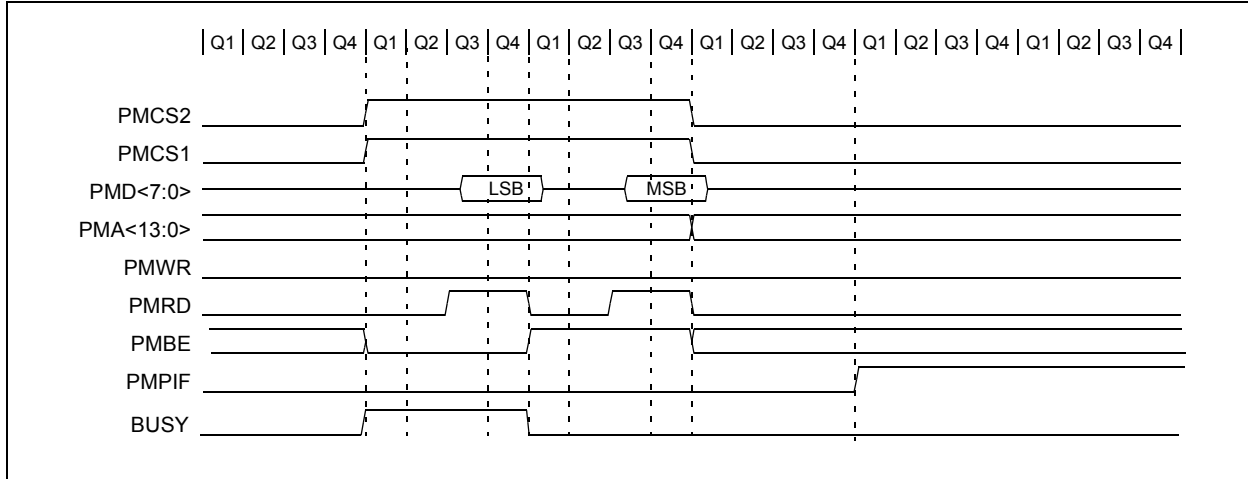 Q1 Q2 Q3 Q4 Q1 Q2 Q3 Q4 Q1 Q2 Q3 Q4 Q1 Q2 Q3 Q4 Q1 Q2 Q3 Q4 Q1 Q2 Q3 Q4
PMCS2
PMCS1
PMD<7:0> LSB MSB
PMA<13:0>
PMWR
PMRD
PMBE
PMPIF
BUSY